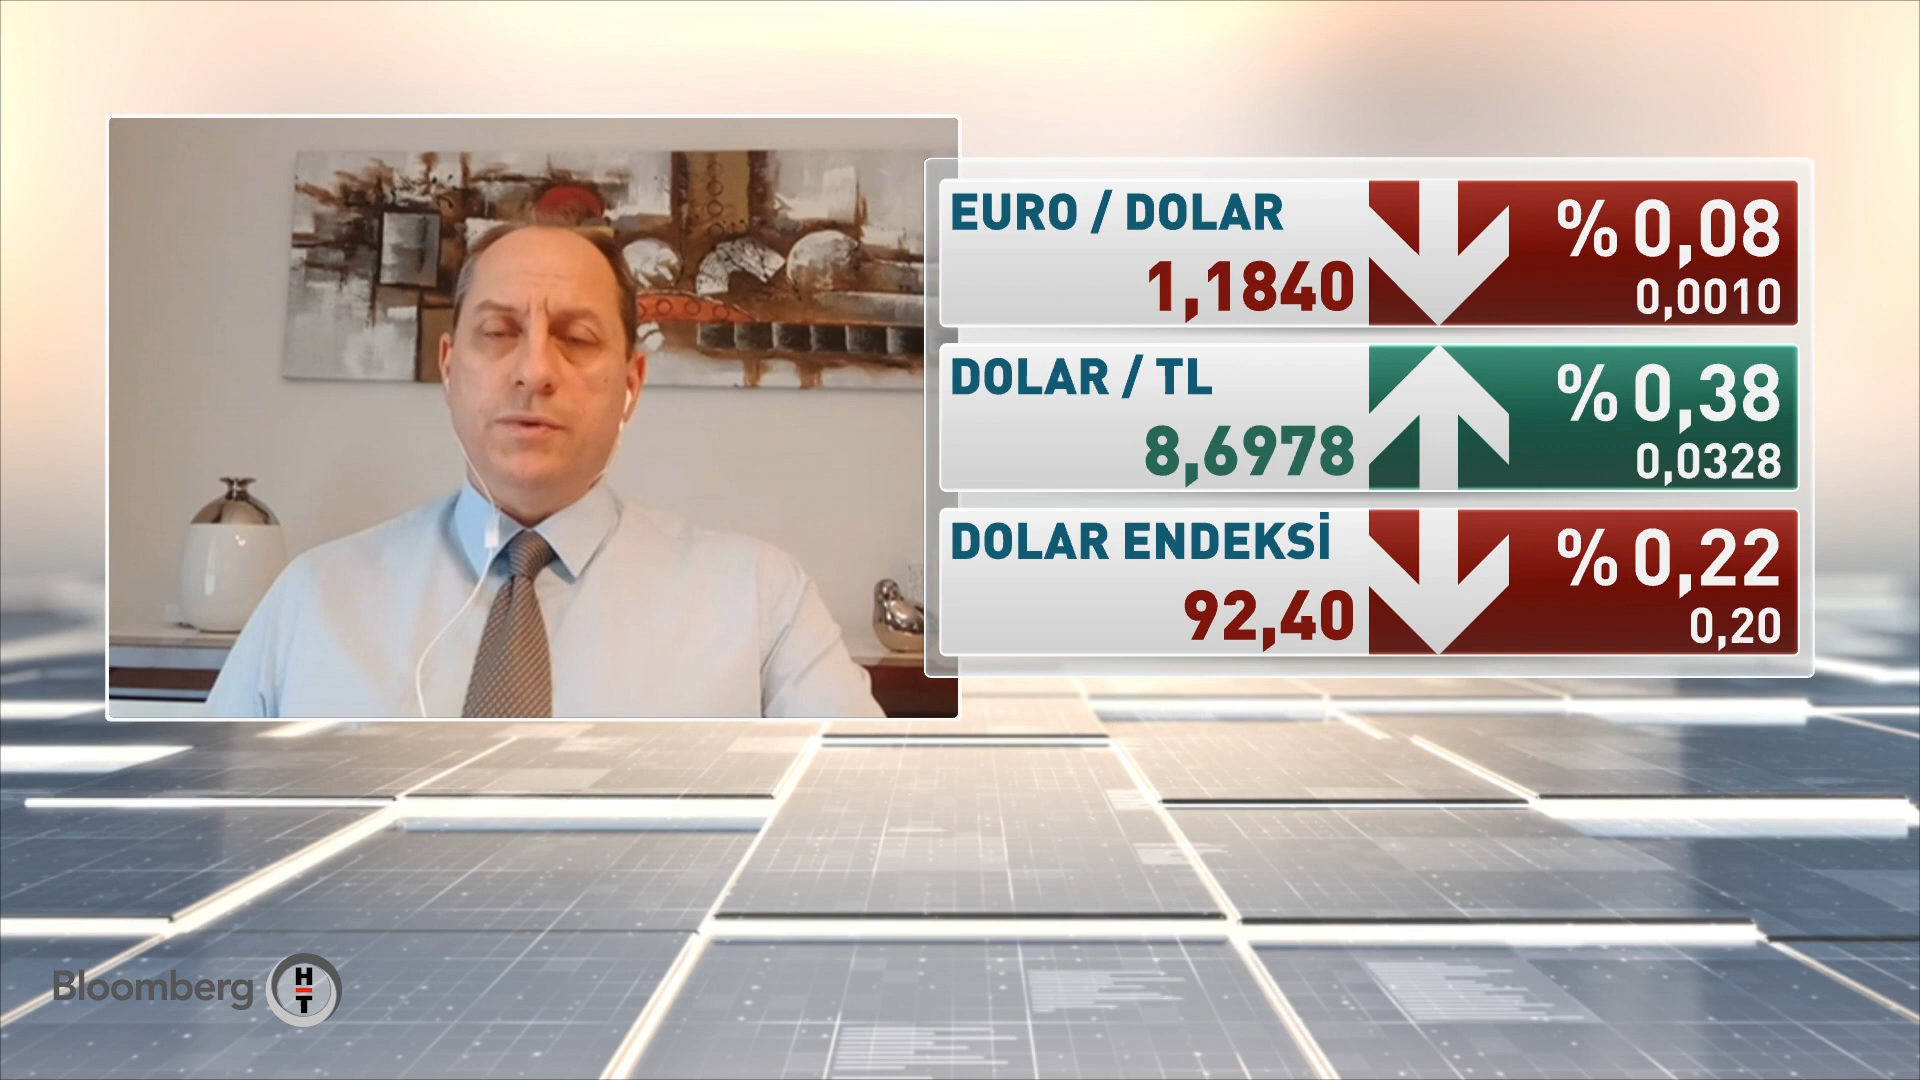 EURO / DOLAR
1,1840
% 0,08
0,0010
DOLAR / TL
8,6978
% 0,38
0,0328
DOLAR ENDEKSİ
92,40
% 0,22
0,20
Bloomberg HT